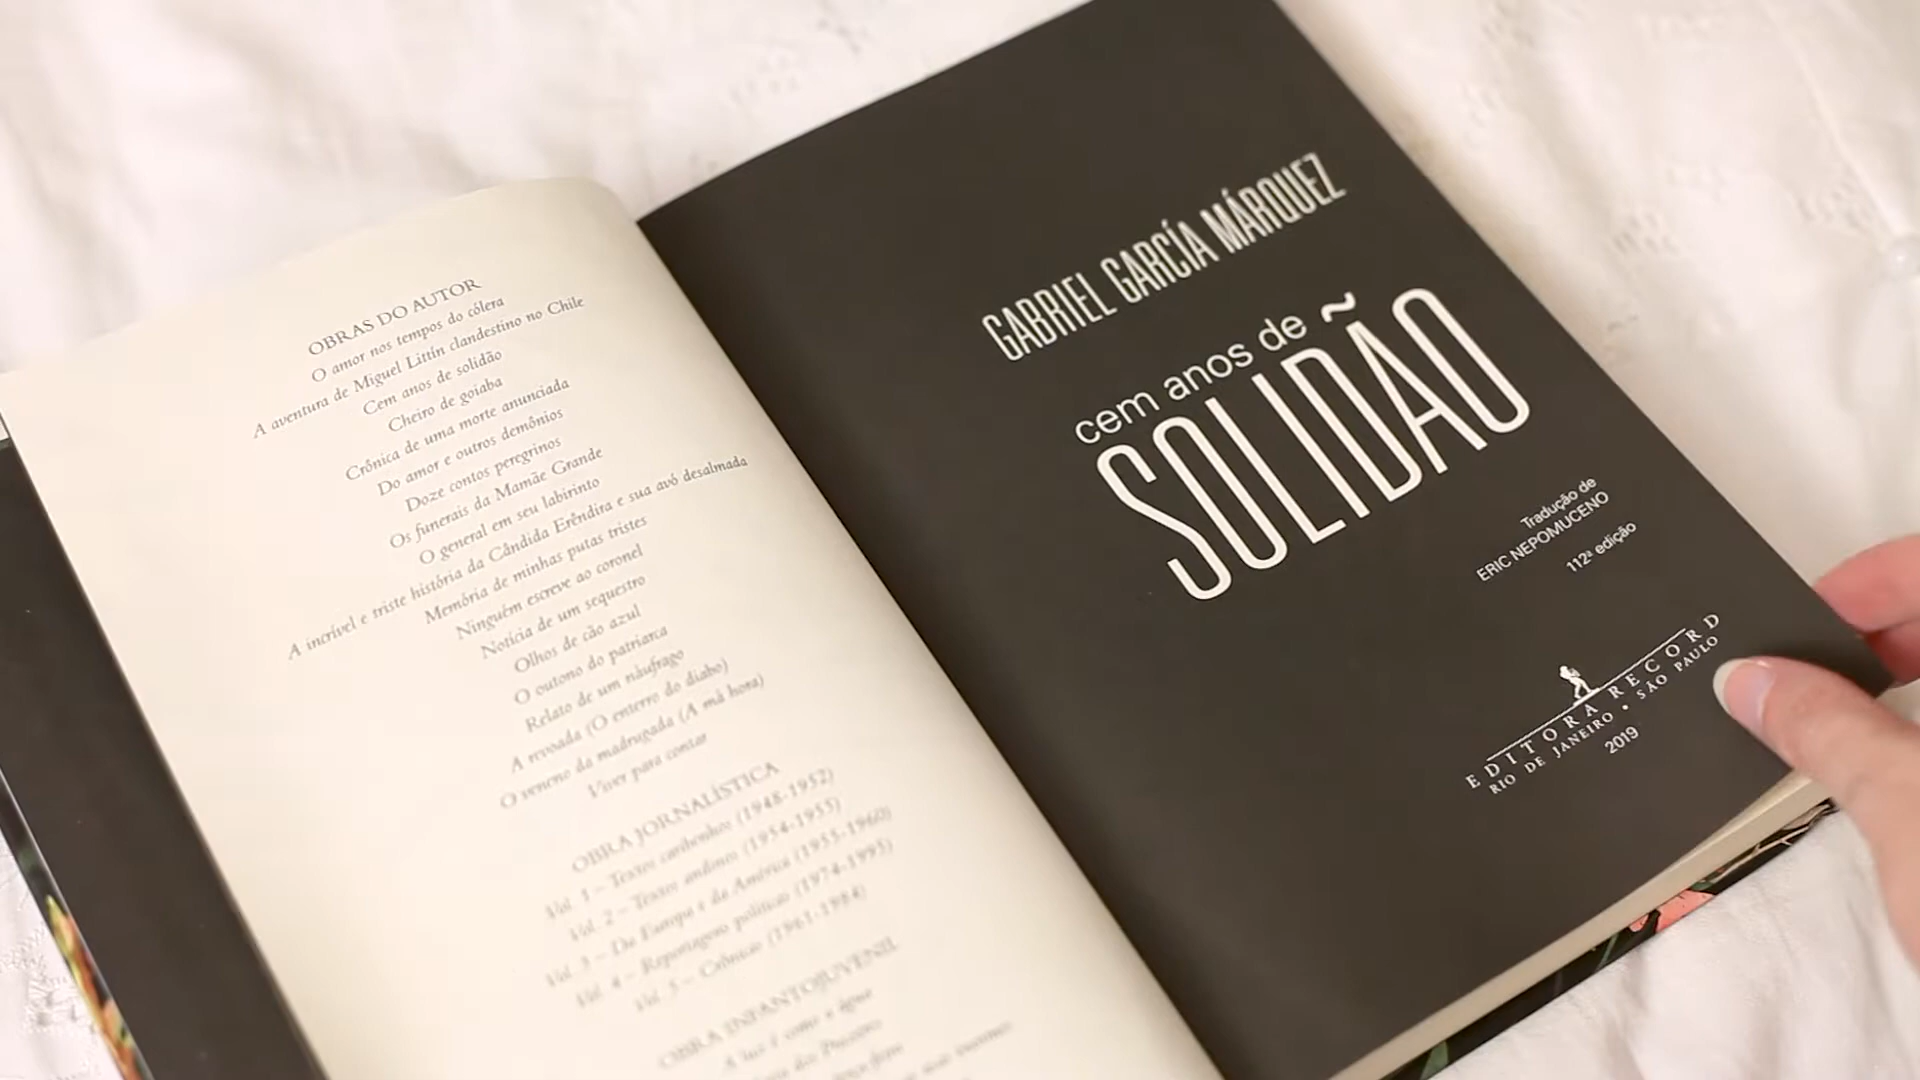 OBRAS DO AUTOR
O amor nos tempos do cólera
A aventura de Miguel Littín clandestino no Chile
Cem anos de solidão
Cheiro de goiaba
Crônica de uma morte anunciada
Do amor e outros demônios
Doze contos peregrinos
Os funerais da Mamãe Grande
O general em seu labirinto
A incrível e triste história da Cândida Erêndira e sua avó desalmada
Memória de minhas putas tristes
Ninguém escreve ao coronel
Notícia de um sequestro
Olhos de cão azul
O outono do patriarca
Relato de um náufrago
A revoada (O enterro do diabo)
O veneno da madrugada (A má hora)
Viver para contar
OBRA JORNALÍSTICA
Vol. 1 – Textos caribenhos (1948-1952)
Vol. 2 – Textos andinos (1954-1955)
Vol. 3 – Da Europa e da América (1955-1960)
Vol. 4 – Reportagens políticas (1974-1995)
Vol. 5 – Crônicas (1961-1984)
OBRA INFANTOJUVENIL
A luz é como a água
GABRIEL GARCÍA MÁRQUEZ
cem anos de
SOLIDÃO
Tradução de
ERIC NEPOMUCENO
112ª edição
EDITORA RECORD
RIO DE JANEIRO • SÃO PAULO
2019